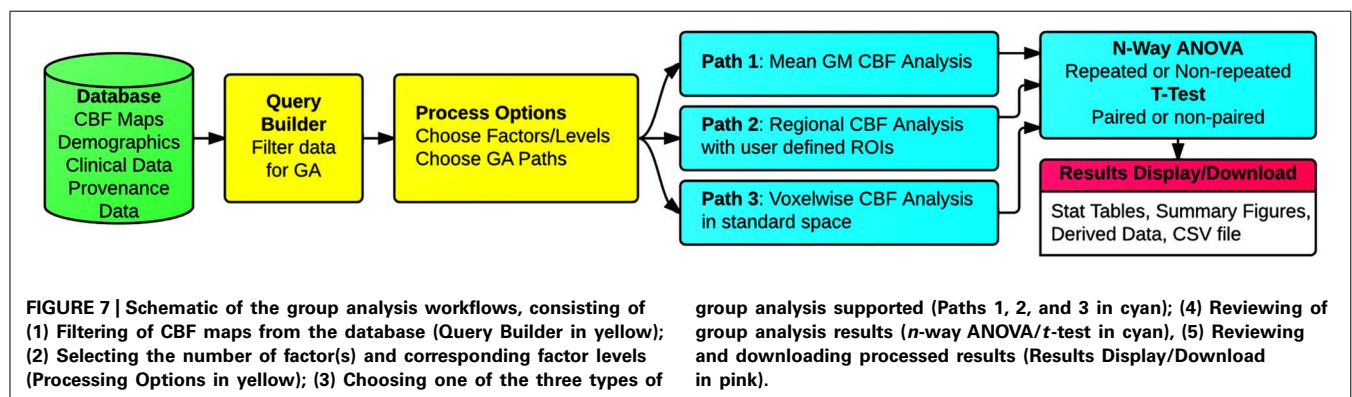 Database
CBF Maps
Demographics
Clinical Data
Provenance
Data
Query
Builder
Filter data
for GA
Process Options
Choose Factors/Levels
Choose GA Paths
Path 1: Mean GM CBF Analysis
Path 2: Regional CBF Analysis
with user defined ROIs
Path 3: Voxelwise CBF Analysis
in standard space
N-Way ANOVA
Repeated or Non-repeated
T-Test
Paired or non-paired
Results Display/Download
Stat Tables, Summary Figures,
Derived Data, CSV file
FIGURE 7 | Schematic of the group analysis workflows, consisting of
(1) Filtering of CBF maps from the database (Query Builder in yellow);
(2) Selecting the number of factor(s) and corresponding factor levels
(Processing Options in yellow); (3) Choosing one of the three types of
group analysis supported (Paths 1, 2, and 3 in cyan); (4) Reviewing of
group analysis results (n-way ANOVA/t-test in cyan), (5) Reviewing
and downloading processed results (Results Display/Download
in pink).